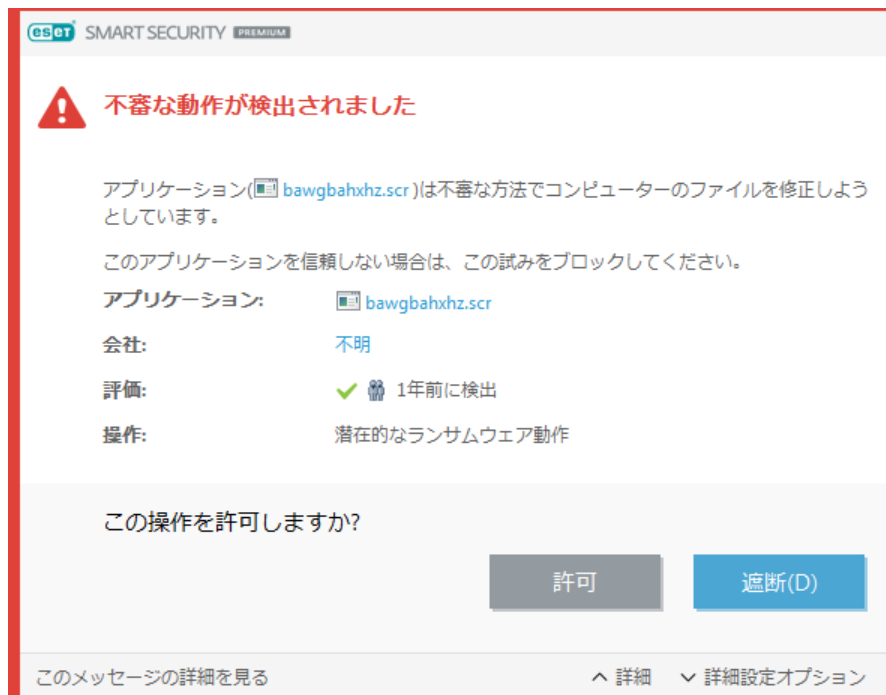 eset SMART SECURITY PREMIUM
不審な動作が検出されました
アプリケーション( bawgbahxhz.scr )は不審な方法でコンピューターのファイルを修正しよう
としています。
このアプリケーションを信頼しない場合は、この試みをブロックしてください。
アプリケーション: bawgbahxhz.scr
会社: 不明
評価: 1年前に検出
操作: 潜在的なランサムウェア動作
この操作を許可しますか?
許可 遮断(D)
このメッセージの詳細を見る 詳細 詳細設定オプション